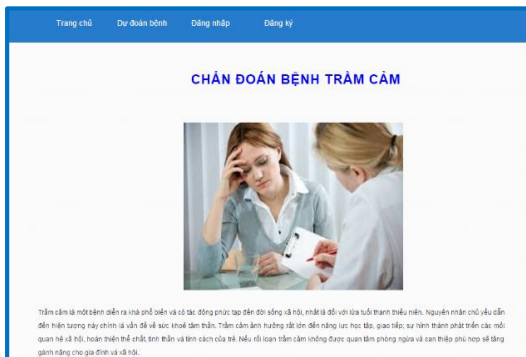 Trang chủ Dự đoán bệnh Đăng nhập Đăng ký
CHẨN ĐOÁN BỆNH TRẦM CẢM
Trầm cảm là một bệnh diễn ra khá phổ biến và có tác động phức tạp đến đời sống xã hội, nhất là đối với lứa tuổi thanh thiếu niên. Nguyên nhân chủ yếu dẫn
đến hiện tượng này chính là vấn đề về sức khoẻ tâm thần. Trầm cảm ảnh hưởng rất lớn đến năng lực học tập, giao tiếp; sự hình thành phát triển các mối
quan hệ xã hội, hoàn thiện thể chất, tinh thần và tính cách của trẻ. Nếu rối loạn trầm cảm không được quan tâm phòng ngừa và can thiệp phù hợp sẽ tăng
gánh nặng cho gia đình và xã hội.